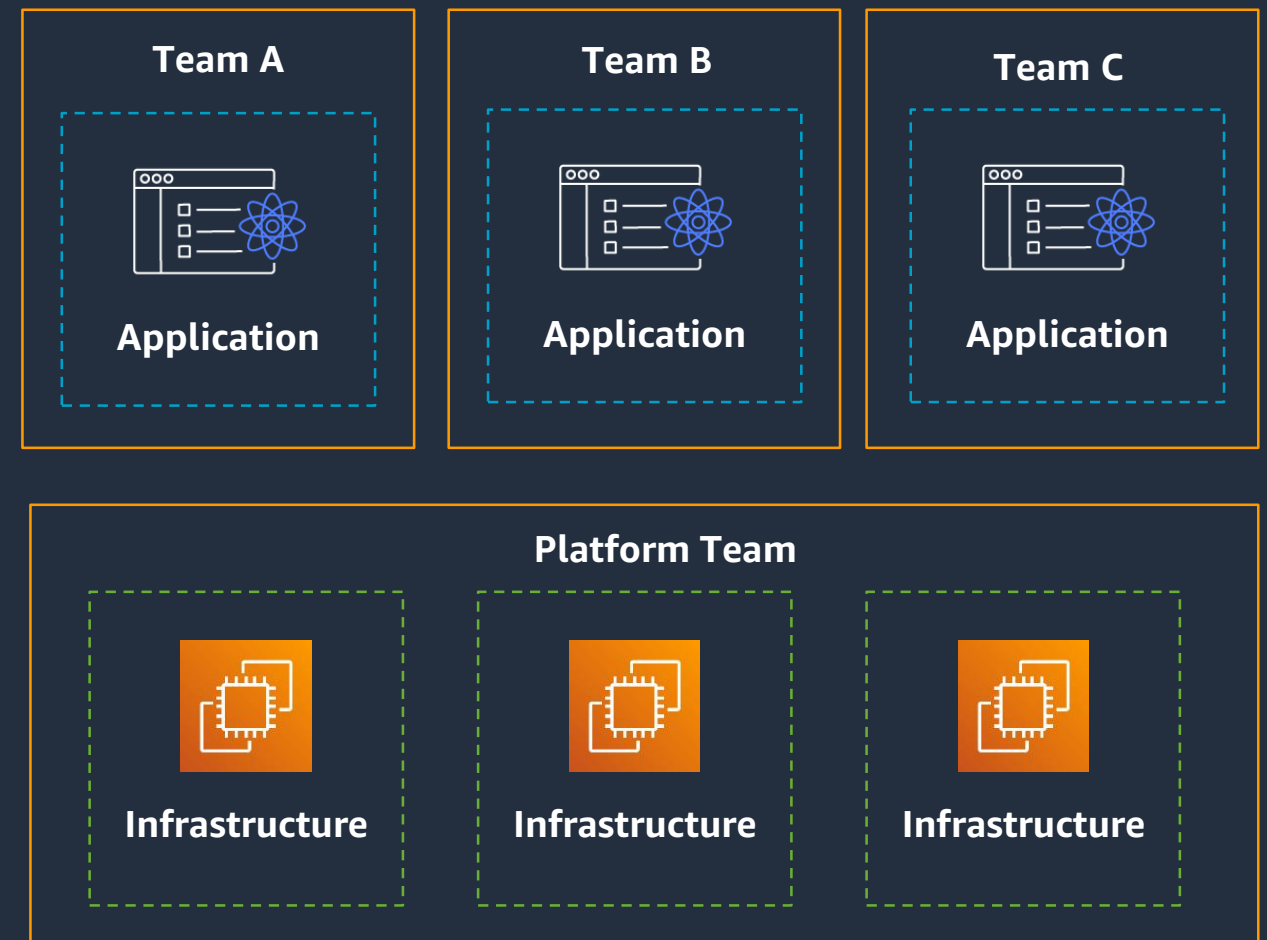 Team A
Team B
Team C
Application
Application
Application
Platform Team
Infrastructure
Infrastructure
Infrastructure